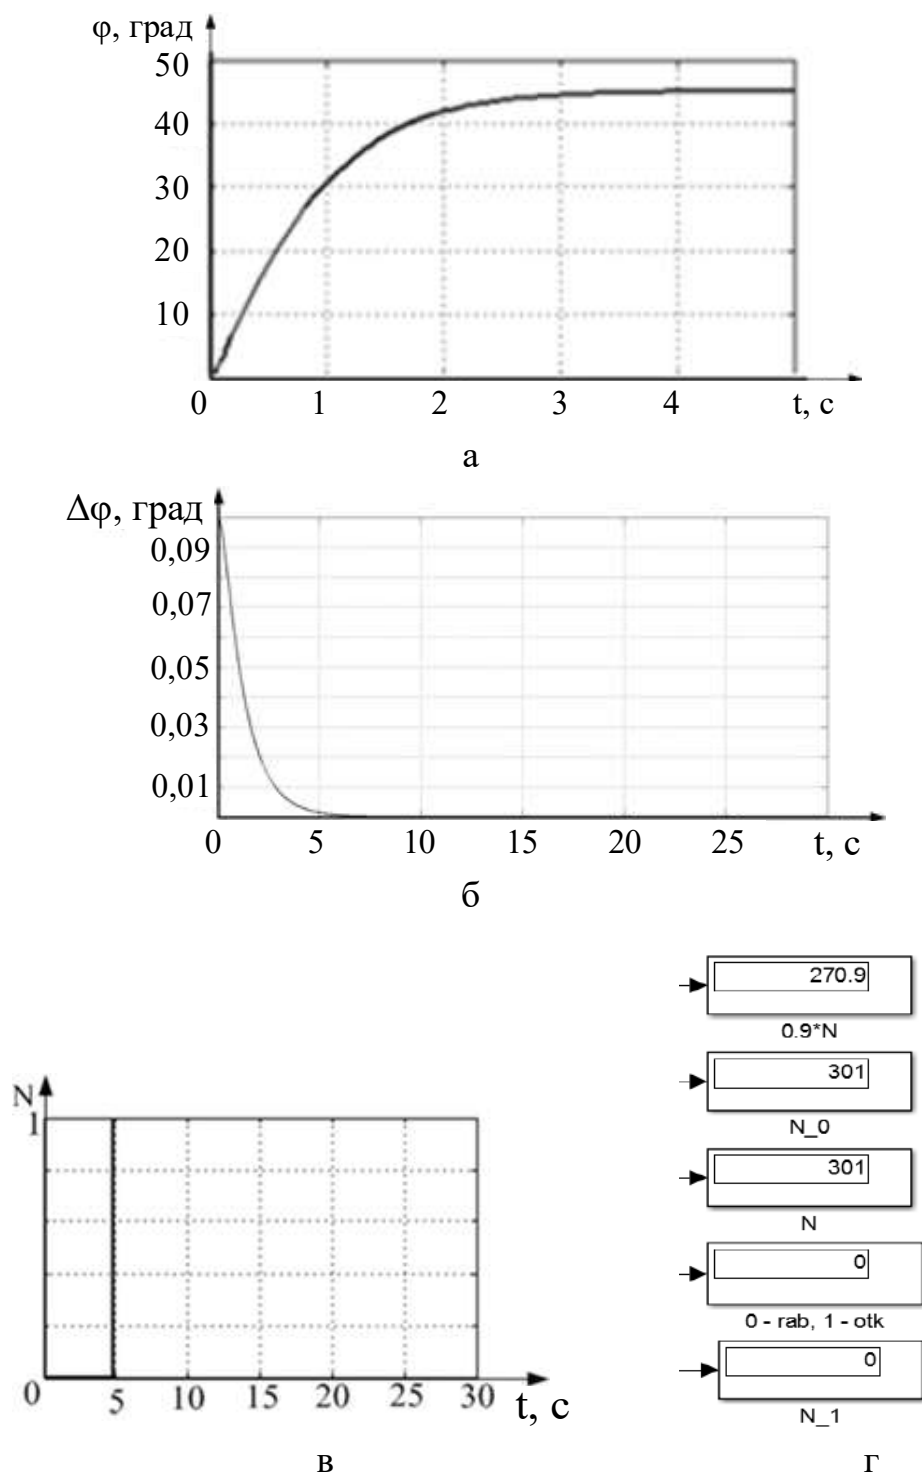 φ, град
50
40
30
20
10
0 1 2 3 4 t, с
а
Δφ, град
0,09
0,07
0,05
0,03
0,01
0 5 10 15 20 25 t, с
б
N
1
0 5 10 15 20 25 30 t, с
в
270.9
0.9*N
301
N_0
301
N
0
0 - rab, 1 - otk
0
N_1
г